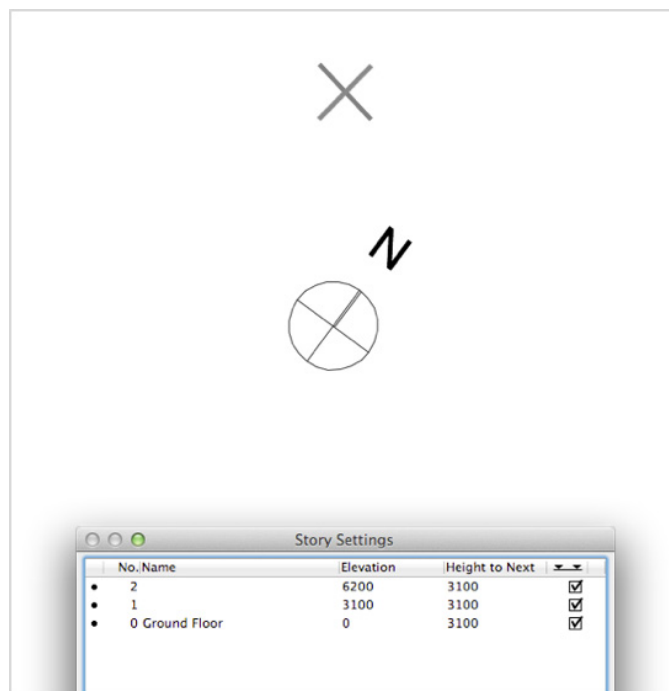 N
Story Settings
No. Name Elevation Height to Next
2 6200 3100
1 3100 3100
0 Ground Floor 0 3100